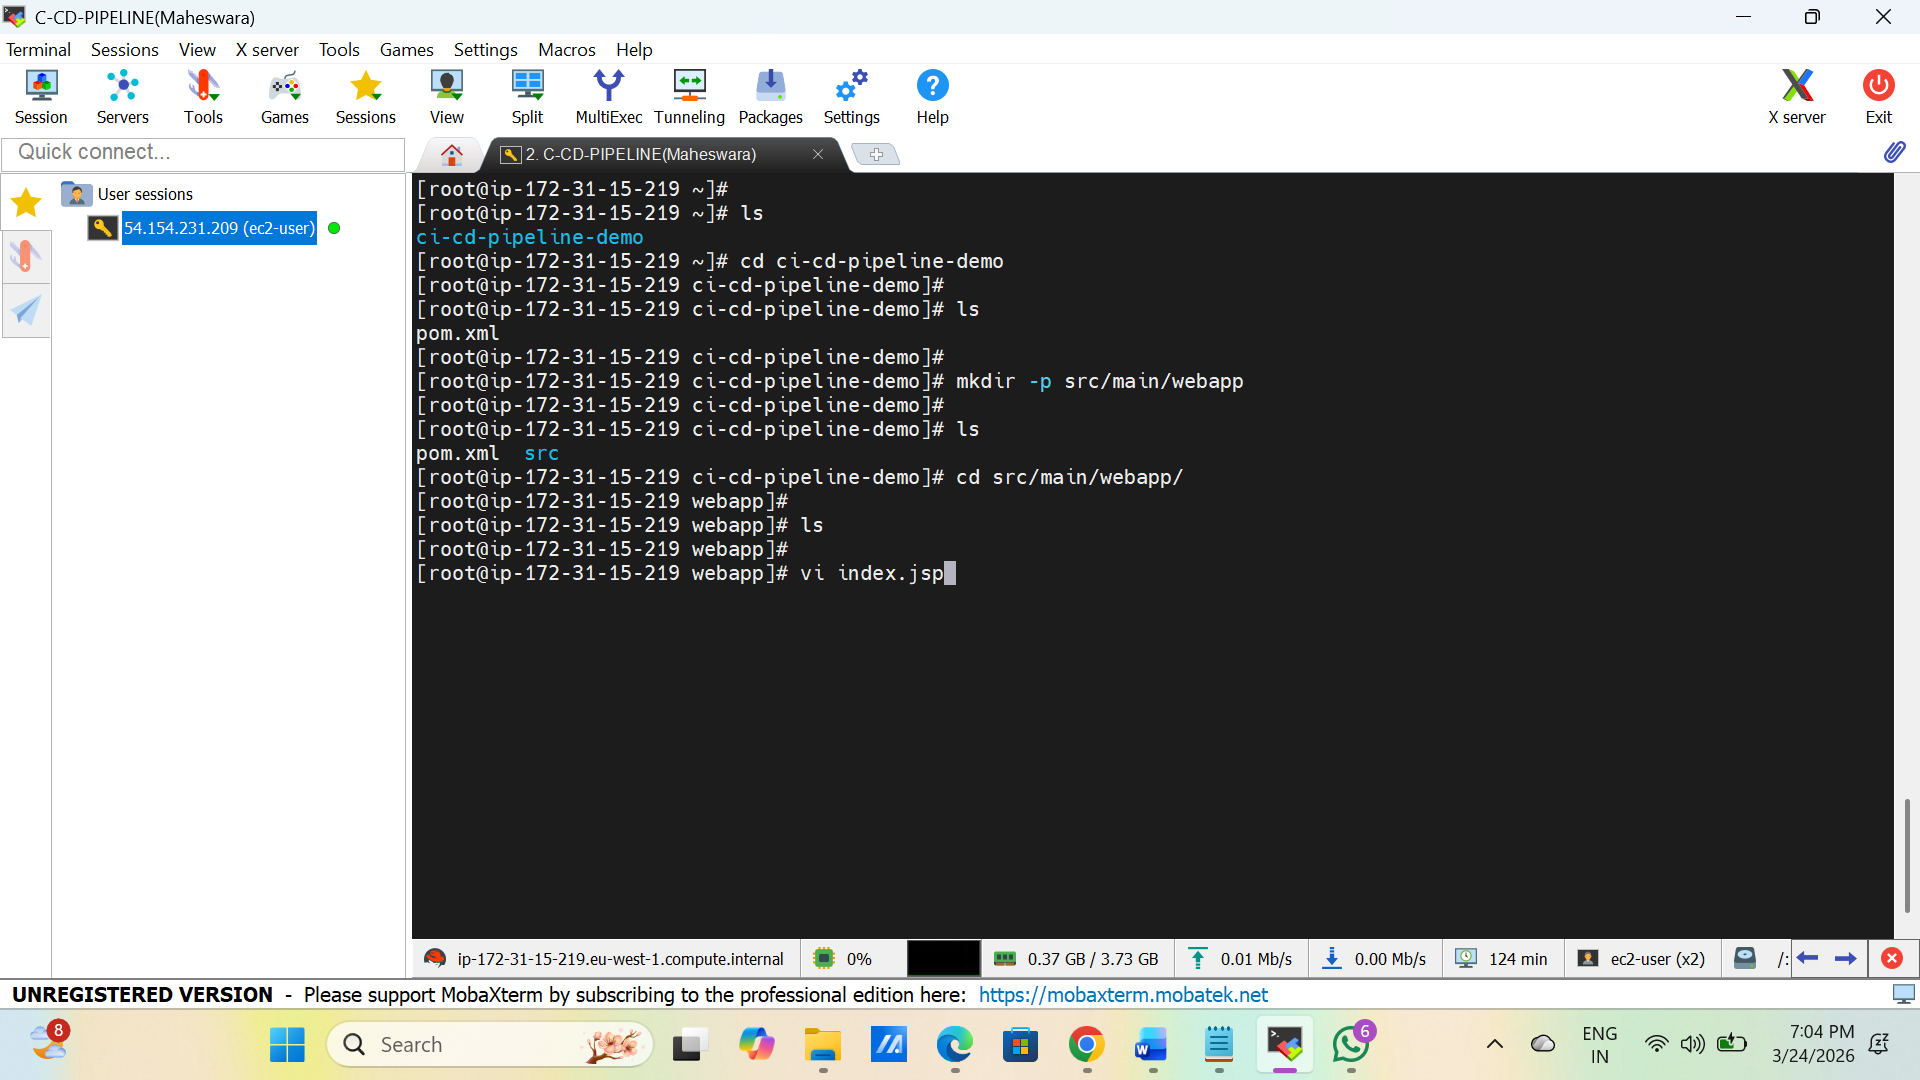 C-CD-PIPELINE(Maheswara)
Terminal Sessions View X server Tools Games Settings Macros Help
Session Servers Tools Games Sessions View Split MultiExec Tunneling Packages Settings Help X server Exit
Quick connect...
2. C-CD-PIPELINE(Maheswara)
User sessions
54.154.231.209 (ec2-user)
[root@ip-172-31-15-219 ~]#
[root@ip-172-31-15-219 ~]# ls
ci-cd-pipeline-demo
[root@ip-172-31-15-219 ~]# cd ci-cd-pipeline-demo
[root@ip-172-31-15-219 ci-cd-pipeline-demo]#
[root@ip-172-31-15-219 ci-cd-pipeline-demo]# ls
pom.xml
[root@ip-172-31-15-219 ci-cd-pipeline-demo]#
[root@ip-172-31-15-219 ci-cd-pipeline-demo]# mkdir -p src/main/webapp
[root@ip-172-31-15-219 ci-cd-pipeline-demo]#
[root@ip-172-31-15-219 ci-cd-pipeline-demo]# ls
pom.xml  src
[root@ip-172-31-15-219 ci-cd-pipeline-demo]# cd src/main/webapp/
[root@ip-172-31-15-219 webapp]#
[root@ip-172-31-15-219 webapp]# ls
[root@ip-172-31-15-219 webapp]#
[root@ip-172-31-15-219 webapp]# vi index.jsp
ip-172-31-15-219.eu-west-1.compute.internal 0% 0.37 GB / 3.73 GB 0.01 Mb/s 0.00 Mb/s 124 min ec2-user (x2) /:
UNREGISTERED VERSION - Please support MobaXterm by subscribing to the professional edition here: https://mobaxterm.mobatek.net
8
Search
W
6
ENG
IN
7:04 PM
3/24/2026